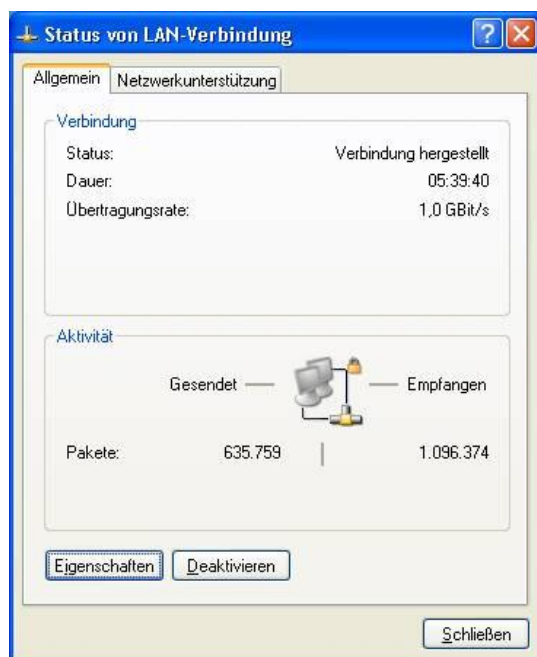 Status von LAN-Verbindung
Allgemein Netzwerkunterstützung
Verbindung
Status: Verbindung hergestellt
Dauer: 05:39:40
Übertragungsrate: 1,0 GBit/s
Aktivität
Gesendet Empfangen
Pakete: 635.759 1.096.374
Eigenschaften Deaktivieren
Schließen